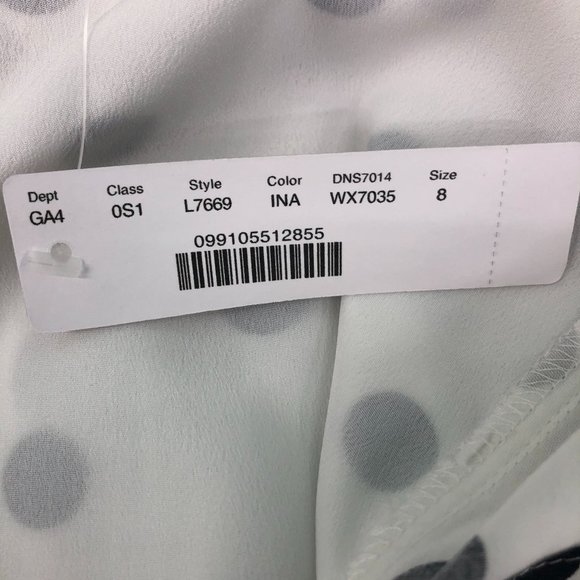 Dept Class Style Color DNS7014 Size
GA4 0S1 L7669 INA WX7035 8
099105512855